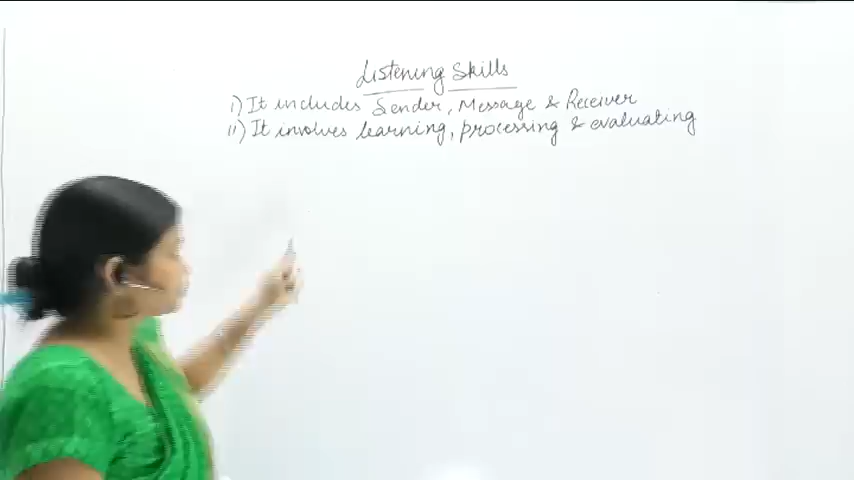 Listening Skills
i) It includes Sender, Message & Receiver
ii) It involves learning, processing & evaluating